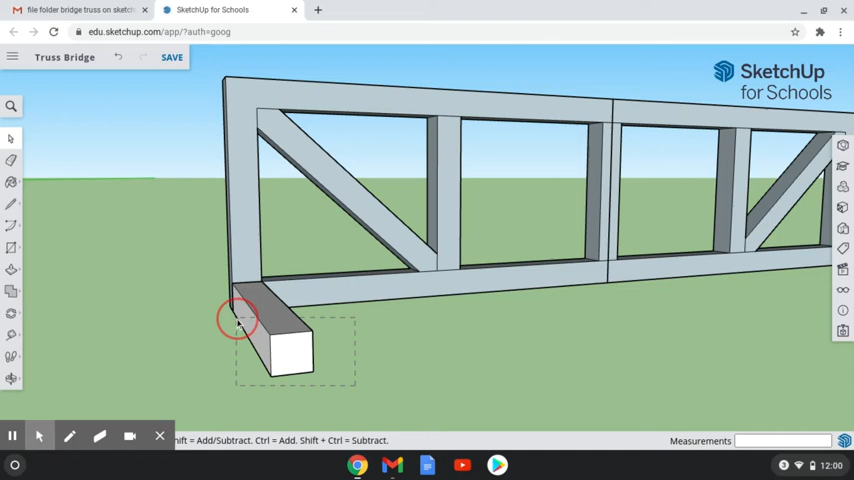 file folder bridge truss on sketch
SketchUp for Schools
edu.sketchup.com/app/?auth=goog
Truss Bridge
SAVE
SketchUp
for Schools
hift = Add/Subtract. Ctrl = Add. Shift + Ctrl = Subtract.
Measurements
3
12:00